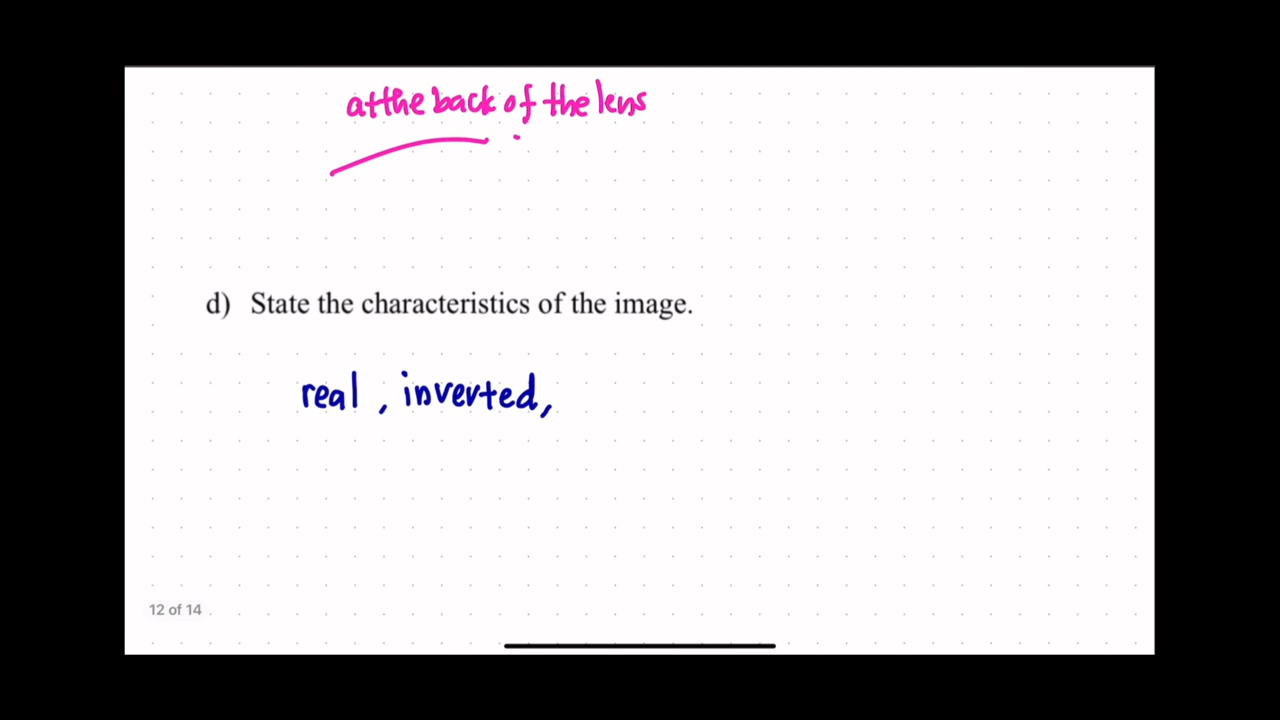 at the back of the lens
d) State the characteristics of the image.
real , inverted,
12 of 14